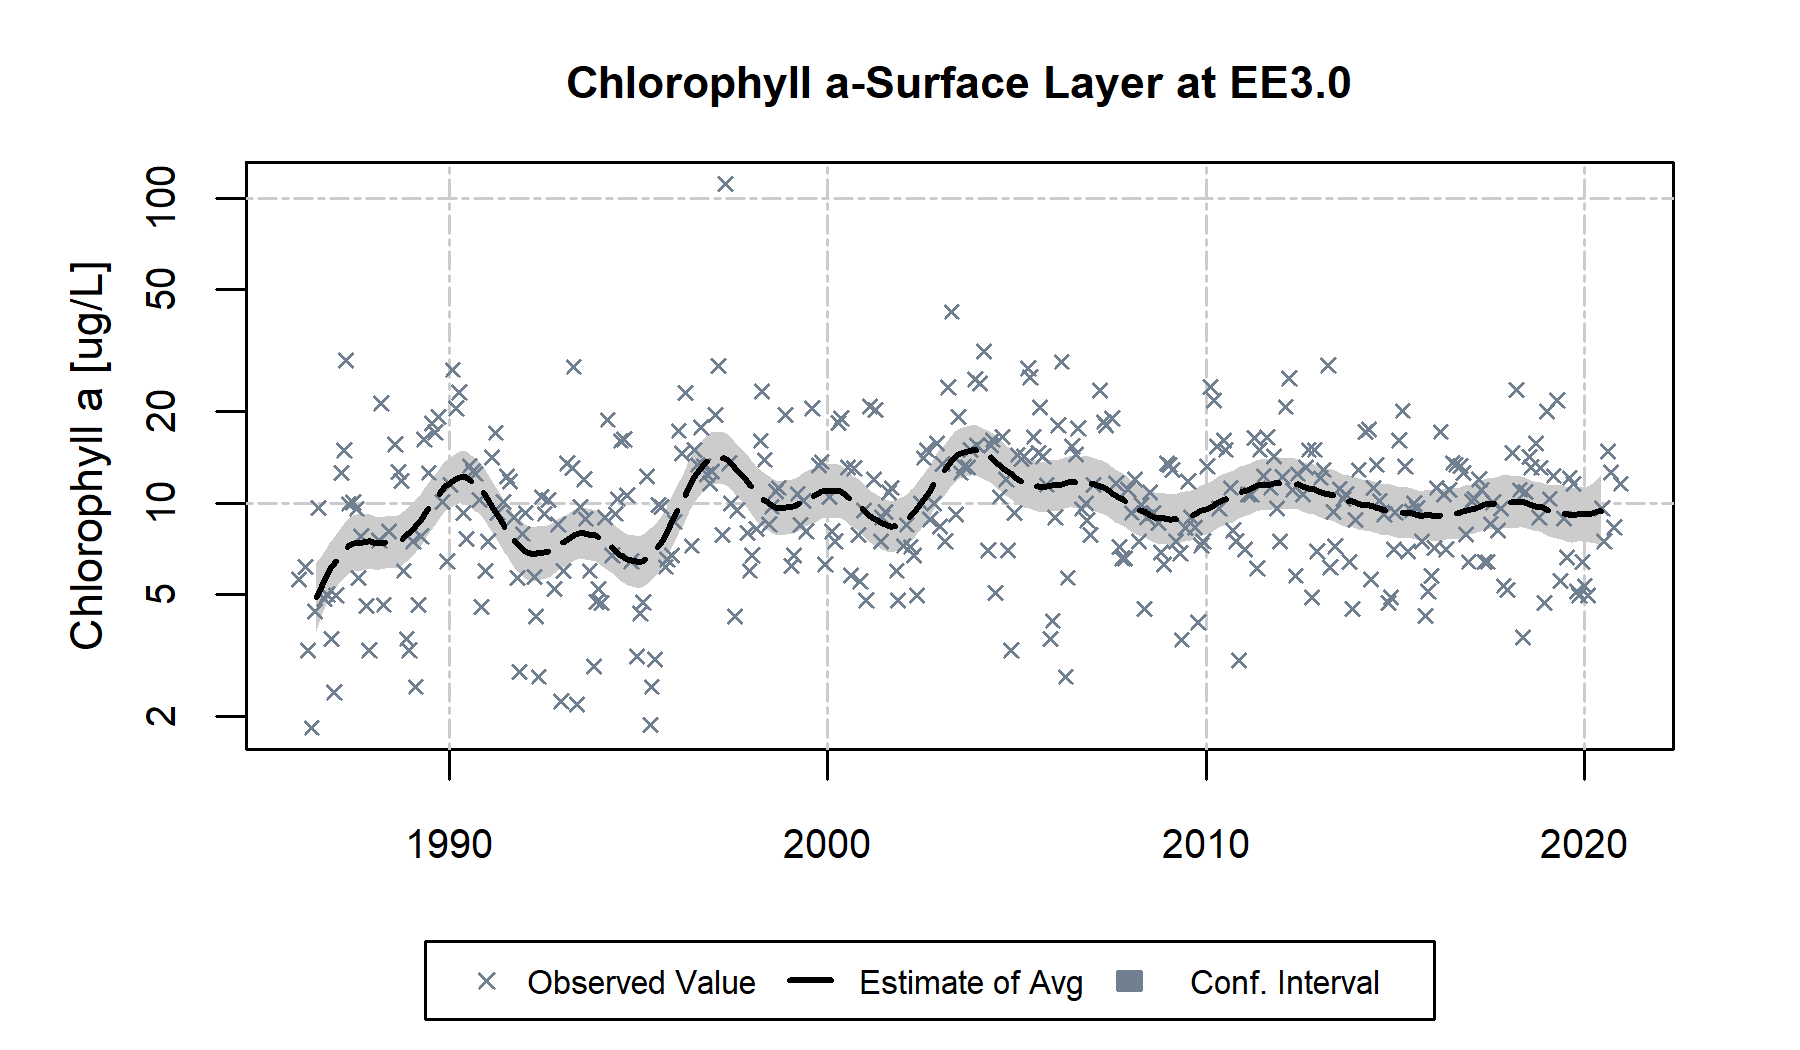 Chlorophyll a-Surface Layer at EE3.0
Chlorophyll a [ug/L]
100
50
20
10
5
2
1990 2000 2010 2020
Observed Value Estimate of Avg Conf. Interval